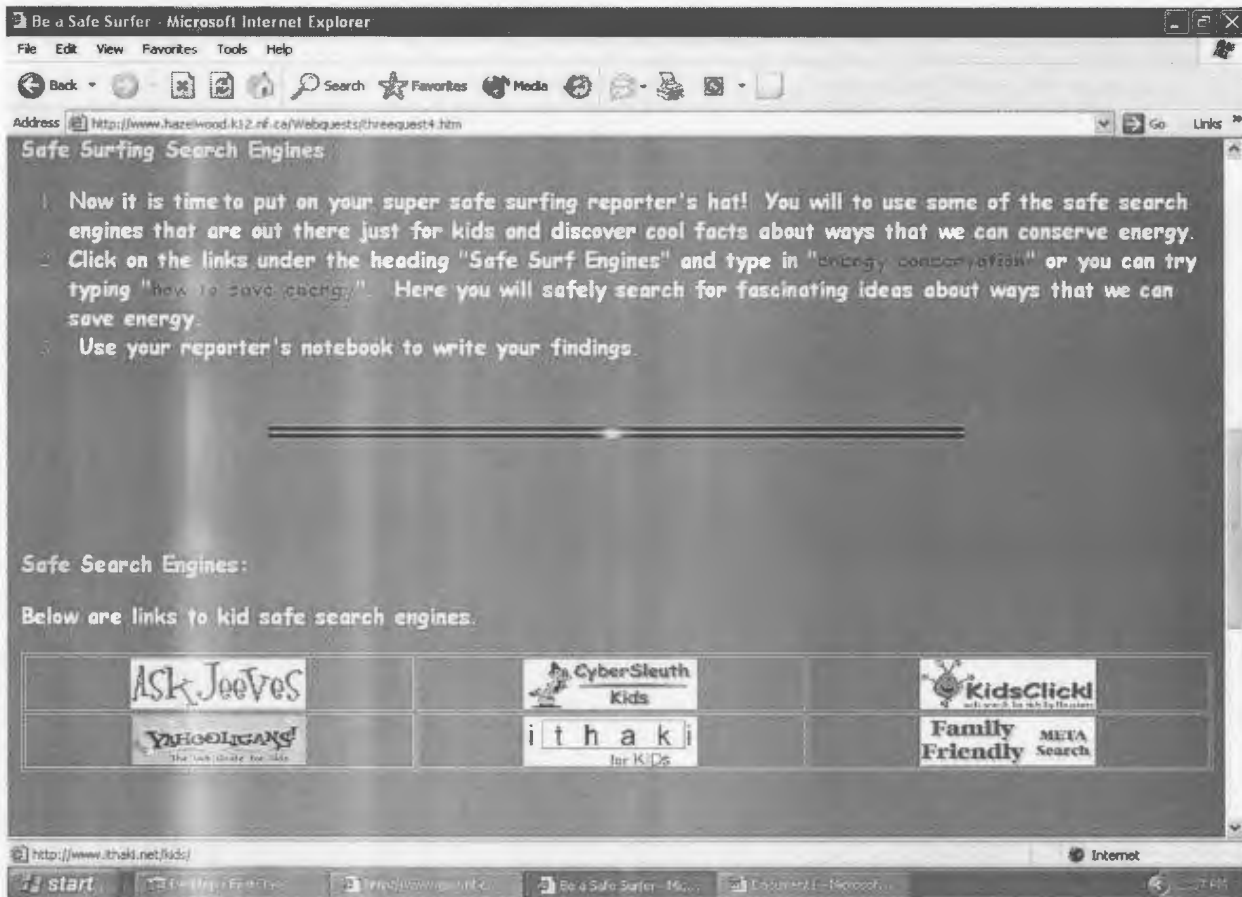 Be a Safe Surfer - Microsoft Internet Explorer
File Edit View Favorites Tools Help
Back Search Favorites Media
Address http://www.hazelwood.k12.nf.ca/Webquests/threequest4.htm Go Links »
Safe Surfing Search Engines
1. Now it is time to put on your super safe surfing reporter's hat! You will to use some of the safe search
engines that are out there just for kids and discover cool facts about ways that we can conserve energy.
2. Click on the links under the heading "Safe Surf Engines" and type in "energy conservation" or you can try
typing "how to save energy". Here you will safely search for fascinating ideas about ways that we can
save energy.
3. Use your reporter's notebook to write your findings.
Safe Search Engines:
Below are links to kid safe search engines.
Ask Jeeves CyberSleuth Kids KidsClick!
YAHOOLIGANS! The Web Guide for Kids ithaki for KiDs Family Friendly META Search
http://www.ithaki.net/kids/ Internet
start Be a Safe Surfer - Mic... Document1 - Microsof...